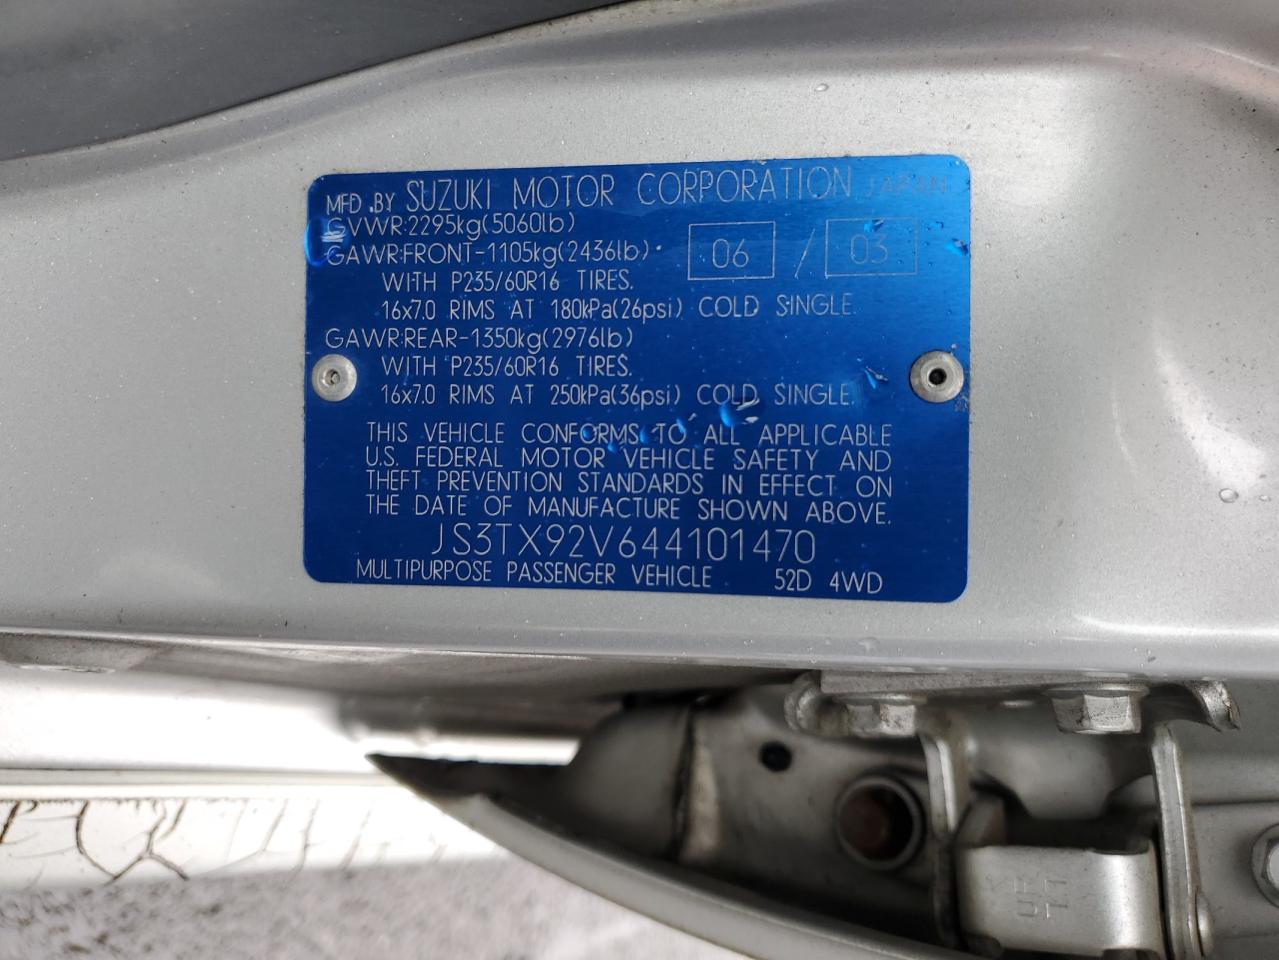 MFD. BY SUZUKI MOTOR CORPORATION JAPAN
GVWR:2295kg(5060lb)
GAWR:FRONT-1105kg(2436lb) 06 / 03
WITH P235/60R16 TIRES.
16x7.0 RIMS AT 180kPa(26psi) COLD SINGLE.
GAWR:REAR-1350kg(2976lb)
WITH P235/60R16 TIRES.
16x7.0 RIMS AT 250kPa(36psi) COLD SINGLE.
THIS VEHICLE CONFORMS TO ALL APPLICABLE
U.S. FEDERAL MOTOR VEHICLE SAFETY AND
THEFT PREVENTION STANDARDS IN EFFECT ON
THE DATE OF MANUFACTURE SHOWN ABOVE.
JS3TX92V644101470
MULTIPURPOSE PASSENGER VEHICLE 52D 4WD